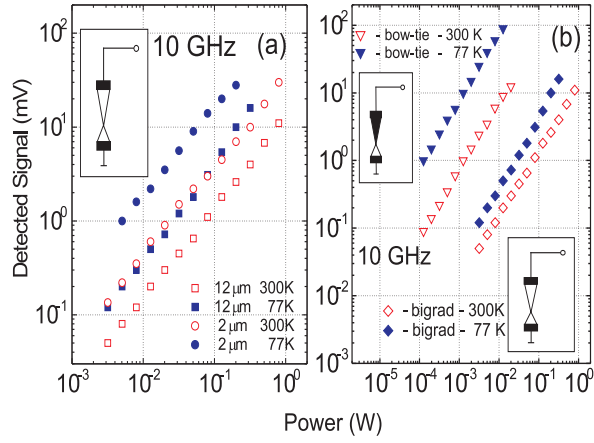 10 GHz
(a)
Detected Signal (mV)
10²
10¹
10⁰
10⁻¹
12 µm 300K
12 µm 77K
2 µm 300K
2 µm 77K
10⁻³ 10⁻² 10⁻¹ 10⁰
- bow-tie - 300 K
- bow-tie - 77 K
(b)
10²
10¹
10⁰
10⁻¹
10⁻²
10⁻³
10 GHz
- bigrad - 300K
- bigrad - 77 K
10⁻⁵ 10⁻⁴ 10⁻³ 10⁻² 10⁻¹ 10⁰
Power (W)